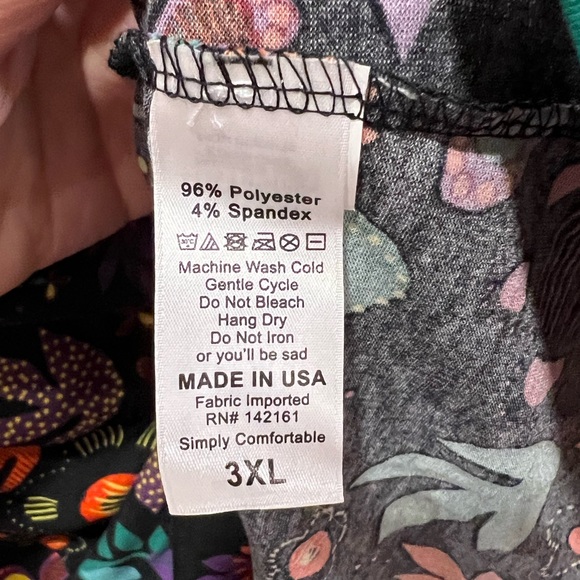 96% Polyester
4% Spandex
Machine Wash Cold
Gentle Cycle
Do Not Bleach
Hang Dry
Do Not Iron
or you'll be sad
MADE IN USA
Fabric Imported
RN# 142161
Simply Comfortable
3XL